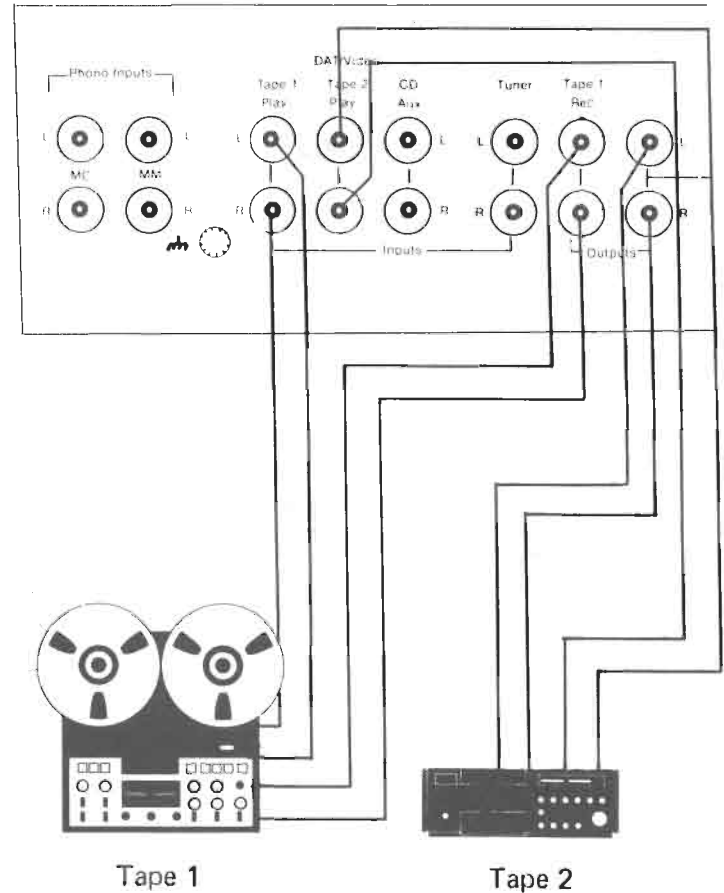 DAT/Video
Phono Inputs
Tape 1 Tape 2 CD Tuner Tape 1
Play Play Aux Rec
L L L L L L
MC MM
R R R R R R
Inputs
Outputs
Tape 1 Tape 2